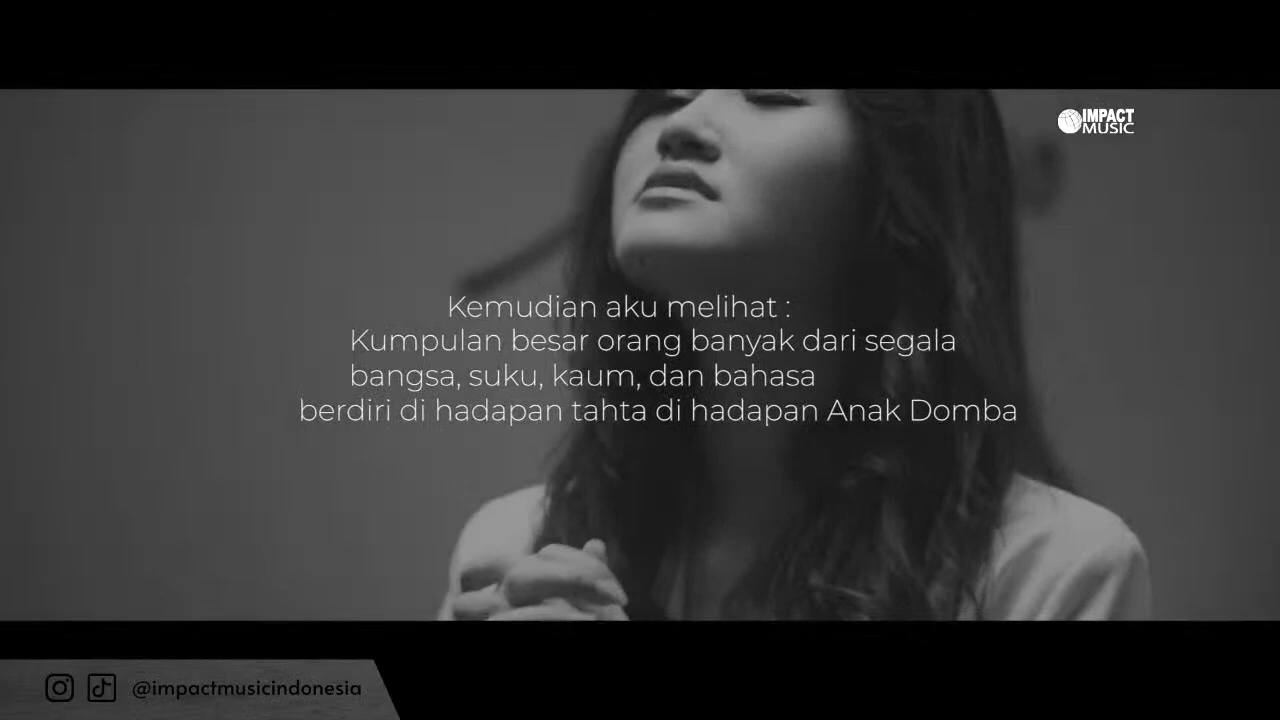 IMPACT
MUSIC
Kemudian aku melihat :
Kumpulan besar orang banyak dari segala
bangsa, suku, kaum, dan bahasa
berdiri di hadapan tahta di hadapan Anak Domba
@impactmusicindonesia